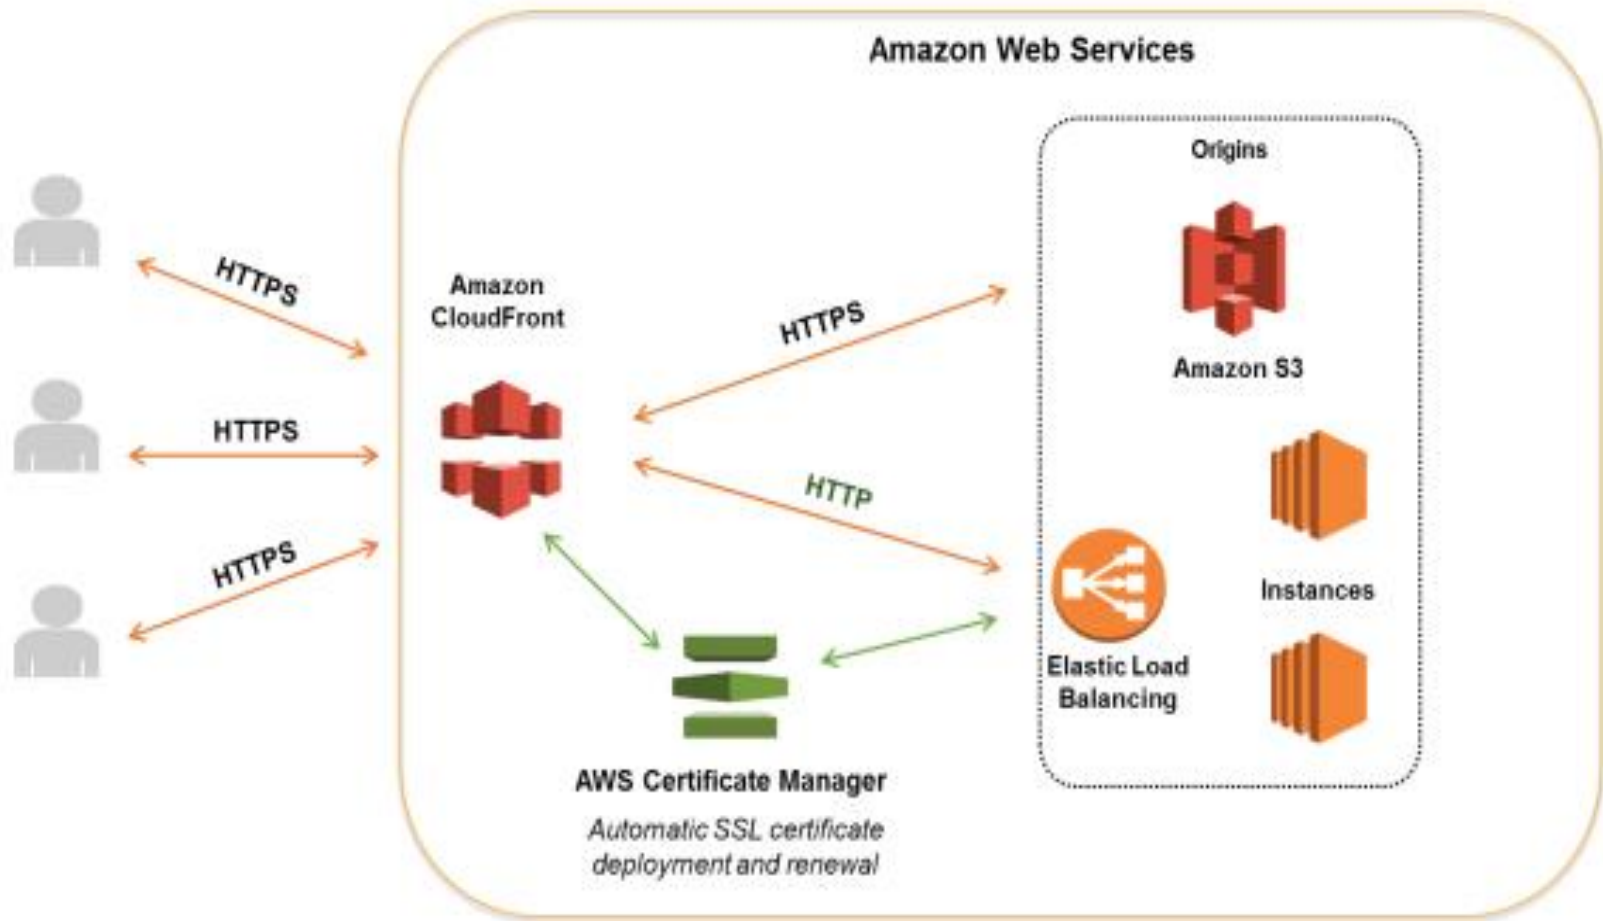 Amazon Web Services
Origins
HTTPS
Amazon
CloudFront
HTTPS
Amazon S3
HTTPS
HTTP
HTTPS
Instances
Elastic Load
Balancing
AWS Certificate Manager
Automatic SSL certificate
deployment and renewal